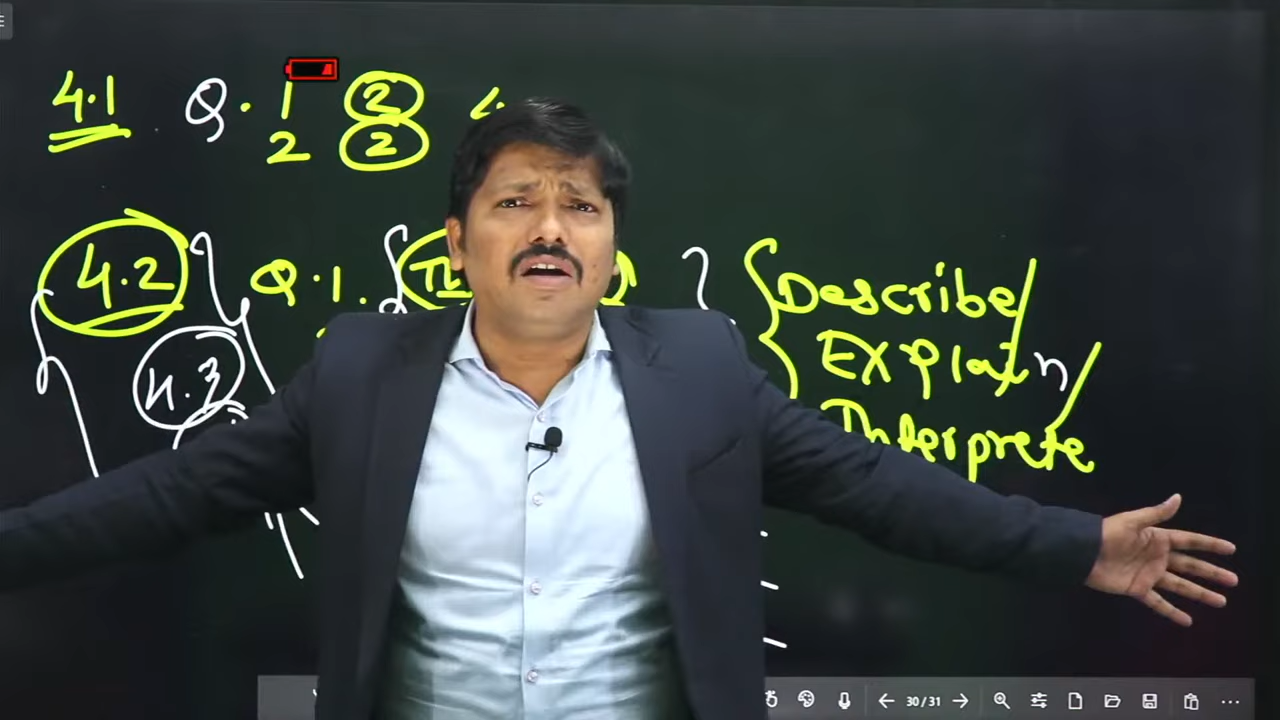 4.1 Q. 1 2
2 2
4.2 Q.1.
Describe/
4.3 Explain/
Interprete
30/31